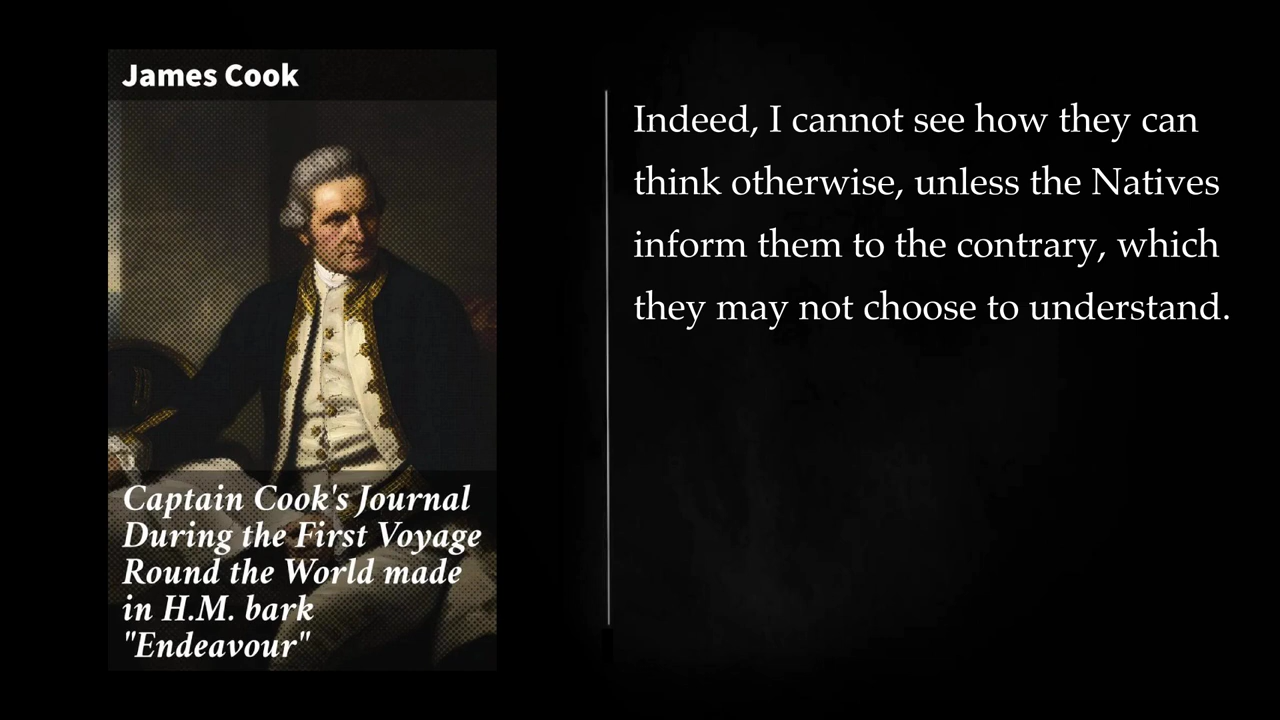 James Cook
Captain Cook's Journal
During the First Voyage
Round the World made
in H.M. bark
"Endeavour"
Indeed, I cannot see how they can
think otherwise, unless the Natives
inform them to the contrary, which
they may not choose to understand.